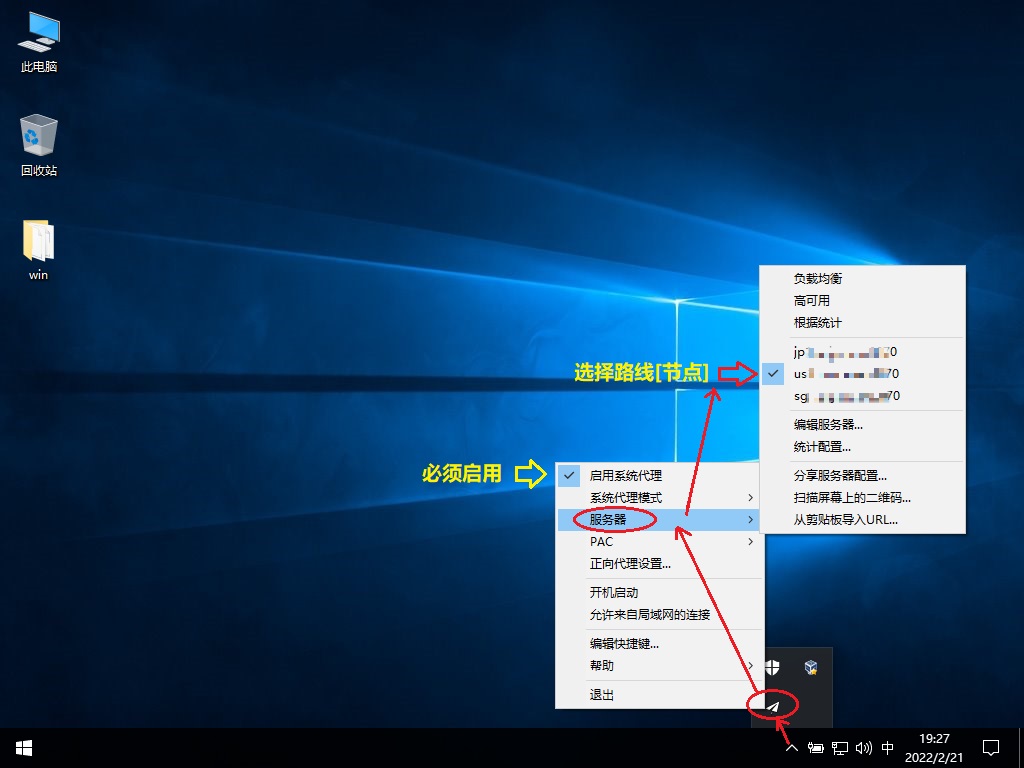 此电脑
回收站
win
负载均衡
高可用
根据统计
jp 0
us 70
sg 70
编辑服务器...
统计配置...
分享服务器配置...
扫描屏幕上的二维码...
从剪贴板导入URL...
选择路线[节点]
必须启用
启用系统代理
系统代理模式
服务器
PAC
正向代理设置...
开机启动
允许来自局域网的连接
编辑快捷键...
帮助
退出
中
19:27
2022/2/21